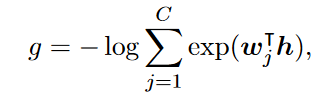 g = − log ∑_{j=1}^{C} exp(w_j^⊺ h),